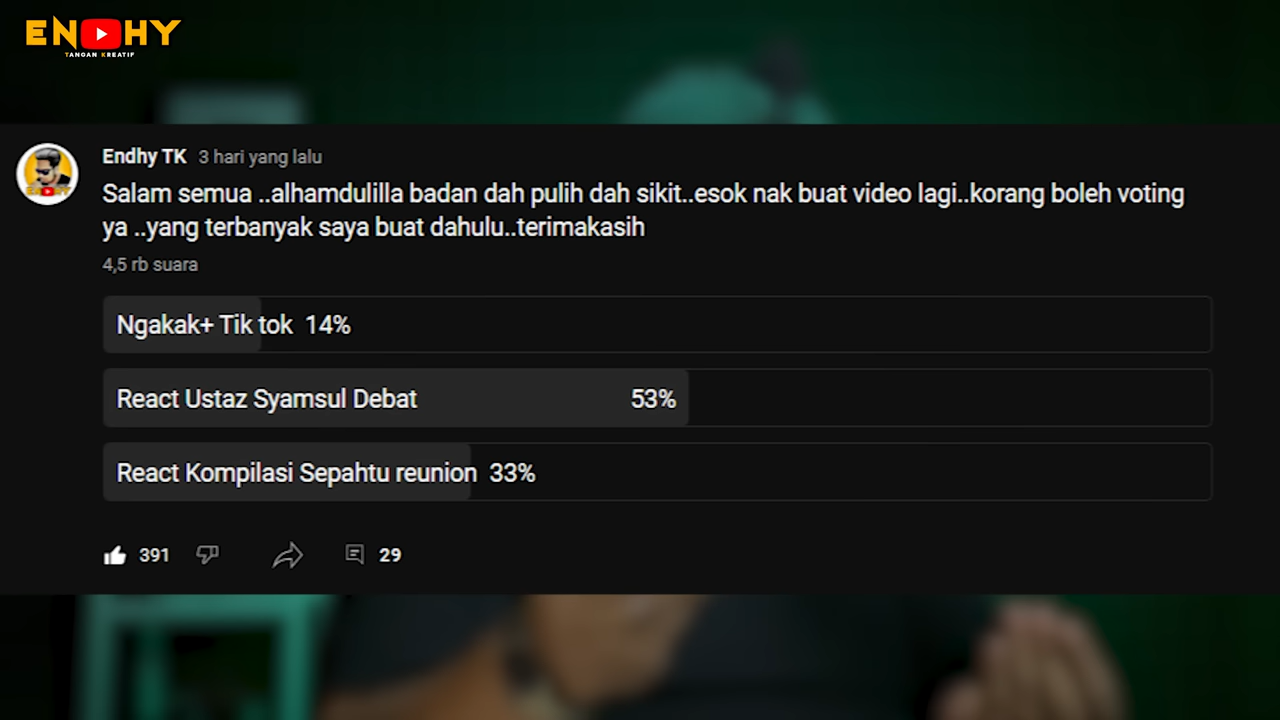 ENDHY
TANGAN KREATIF
Endhy TK 3 hari yang lalu
Salam semua ..alhamdulilla badan dah pulih dah sikit..esok nak buat video lagi..korang boleh voting
ya ..yang terbanyak saya buat dahulu..terimakasih
4,5 rb suara
Ngakak+ Tik tok 14%
React Ustaz Syamsul Debat 53%
React Kompilasi Sepahtu reunion 33%
391 29